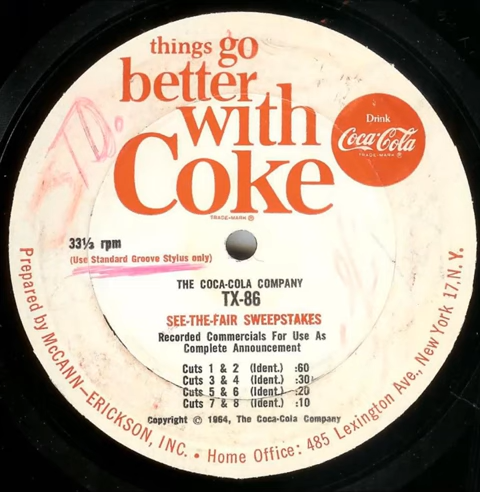 things go
better
with
Coke
TRADE-MARK ®
Drink
Coca-Cola
TRADE-MARK ®
TD.
33⅓ rpm
(Use Standard Groove Stylus only)
THE COCA-COLA COMPANY
TX-86
SEE-THE-FAIR SWEEPSTAKES
Recorded Commercials For Use As
Complete Announcement
Cuts 1 & 2 (Ident.) :60
Cuts 3 & 4 (Ident.) :30
Cuts 5 & 6 (Ident.) :20
Cuts 7 & 8 (Ident.) :10
Copyright © 1964, The Coca-Cola Company
Prepared by McCANN—ERICKSON, INC. • Home Office: 485 Lexington Ave., New York 17, N. Y.